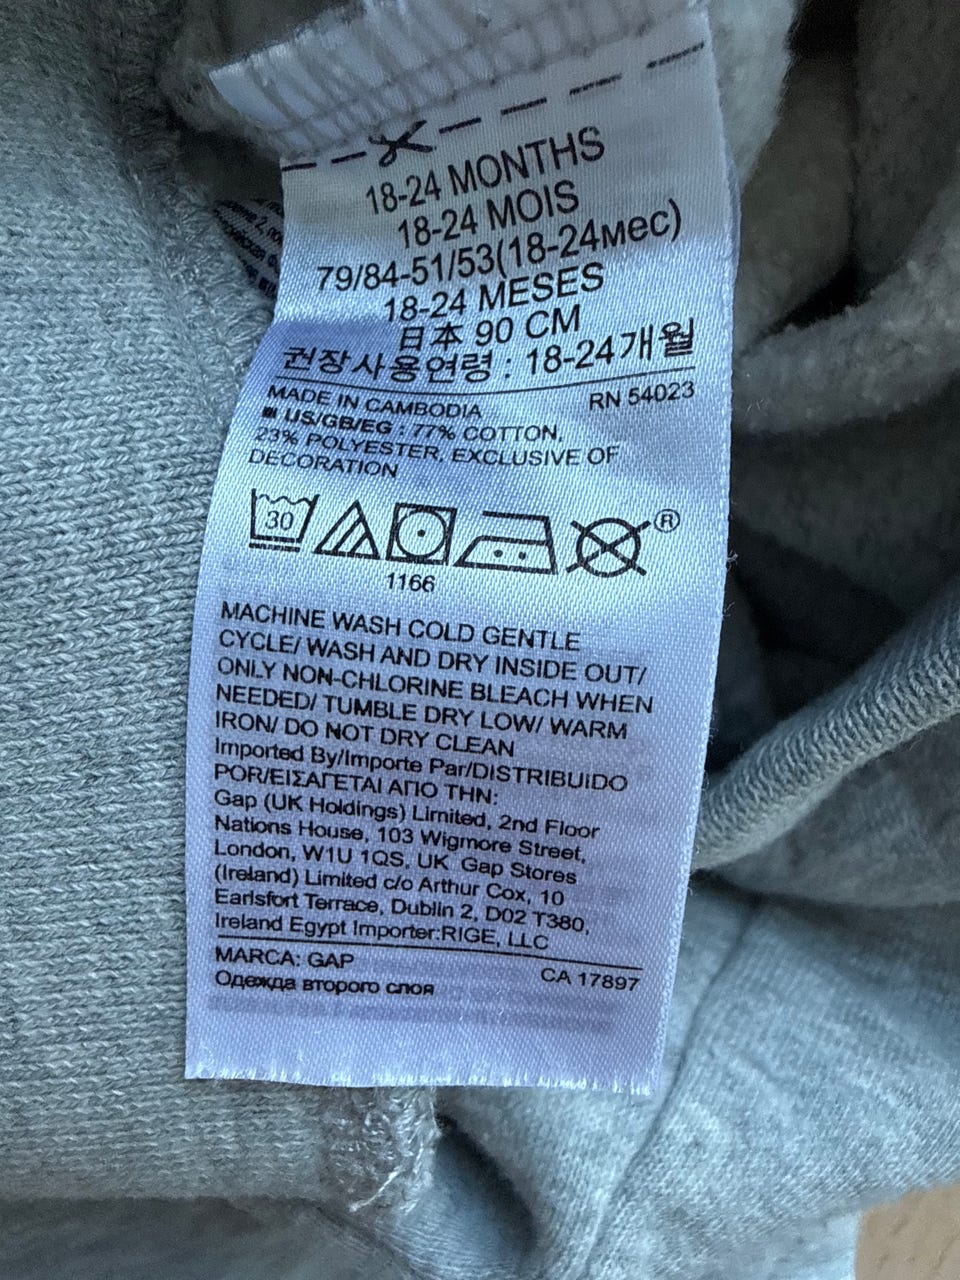 18-24 MONTHS
18-24 MOIS
79/84-51/53(18-24мес)
18-24 MESES
日本 90 CM
권장사용연령 : 18-24개월
MADE IN CAMBODIA RN 54023
US/GB/EG : 77% COTTON,
23% POLYESTER, EXCLUSIVE OF
DECORATION
30 ®
1166
MACHINE WASH COLD GENTLE
CYCLE/ WASH AND DRY INSIDE OUT/
ONLY NON-CHLORINE BLEACH WHEN
NEEDED/ TUMBLE DRY LOW/ WARM
IRON/ DO NOT DRY CLEAN
Imported By/Importe Par/DISTRIBUIDO
POR/ΕΙΣΑΓΕΤΑΙ ΑΠΟ ΤΗΝ:
Gap (UK Holdings) Limited, 2nd Floor
Nations House, 103 Wigmore Street,
London, W1U 1QS, UK Gap Stores
(Ireland) Limited c/o Arthur Cox, 10
Earlsfort Terrace, Dublin 2, D02 T380,
Ireland Egypt Importer:RIGE, LLC
MARCA: GAP CA 17897
Одежда второго слоя